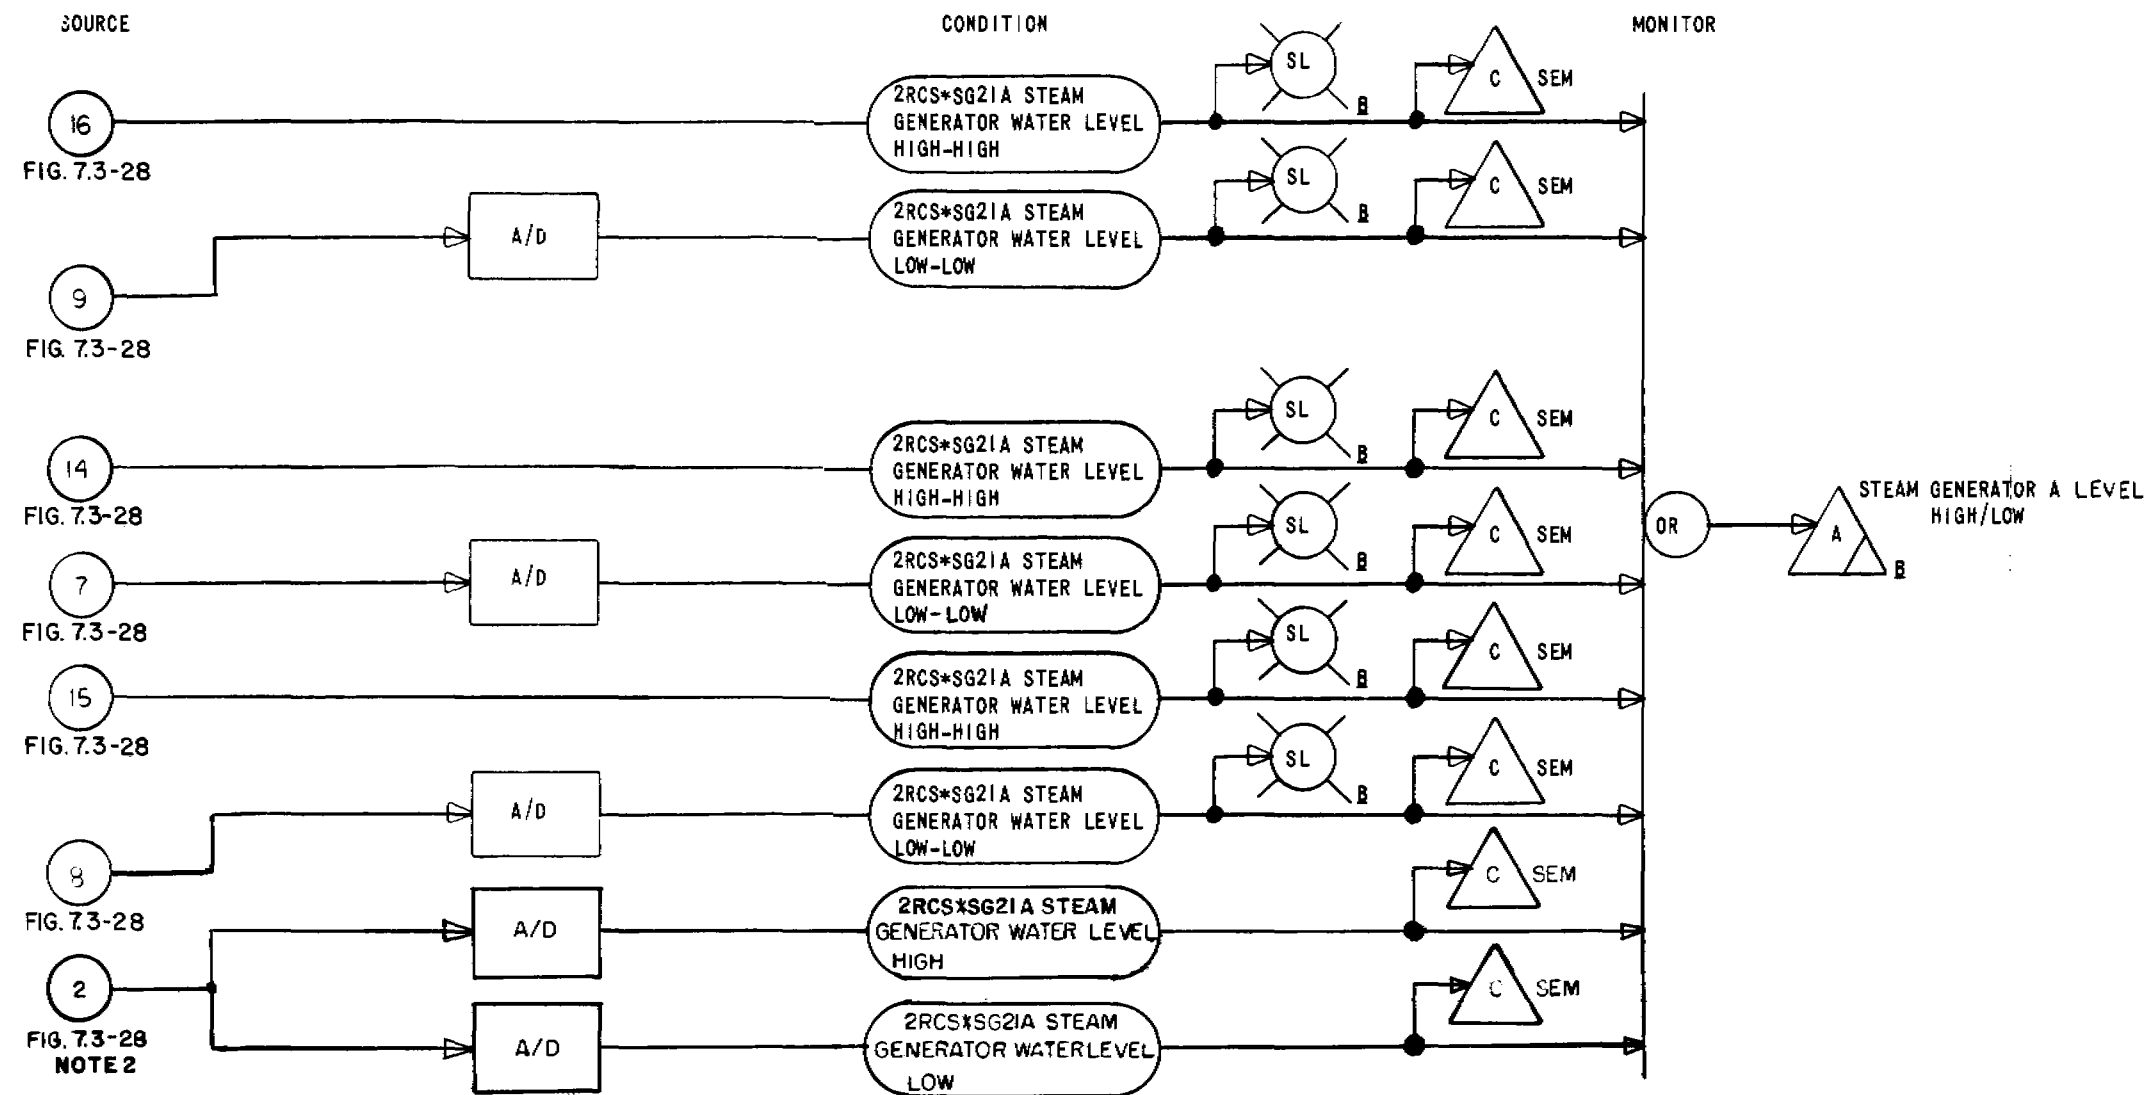 SOURCE
CONDITION
MONITOR
16
FIG. 7.3-28
2RCS*SG21A STEAM
GENERATOR WATER LEVEL
HIGH-HIGH
SL
B
C
SEM
9
FIG. 7.3-28
A/D
2RCS*SG21A STEAM
GENERATOR WATER LEVEL
LOW-LOW
SL
B
C
SEM
14
FIG. 7.3-28
2RCS*SG21A STEAM
GENERATOR WATER LEVEL
HIGH-HIGH
SL
B
C
SEM
7
FIG. 7.3-28
A/D
2RCS*SG21A STEAM
GENERATOR WATER LEVEL
LOW-LOW
SL
B
C
SEM
15
FIG. 7.3-28
2RCS*SG21A STEAM
GENERATOR WATER LEVEL
HIGH-HIGH
SL
B
C
SEM
8
FIG. 7.3-28
A/D
2RCS*SG21A STEAM
GENERATOR WATER LEVEL
LOW-LOW
SL
B
C
SEM
2
FIG. 7.3-28
NOTE 2
A/D
2RCS*SG21A STEAM
GENERATOR WATER LEVEL
HIGH
C
SEM
A/D
2RCS*SG21A STEAM
GENERATOR WATER LEVEL
LOW
C
SEM
OR
A
B
STEAM GENERATOR A LEVEL
HIGH/LOW